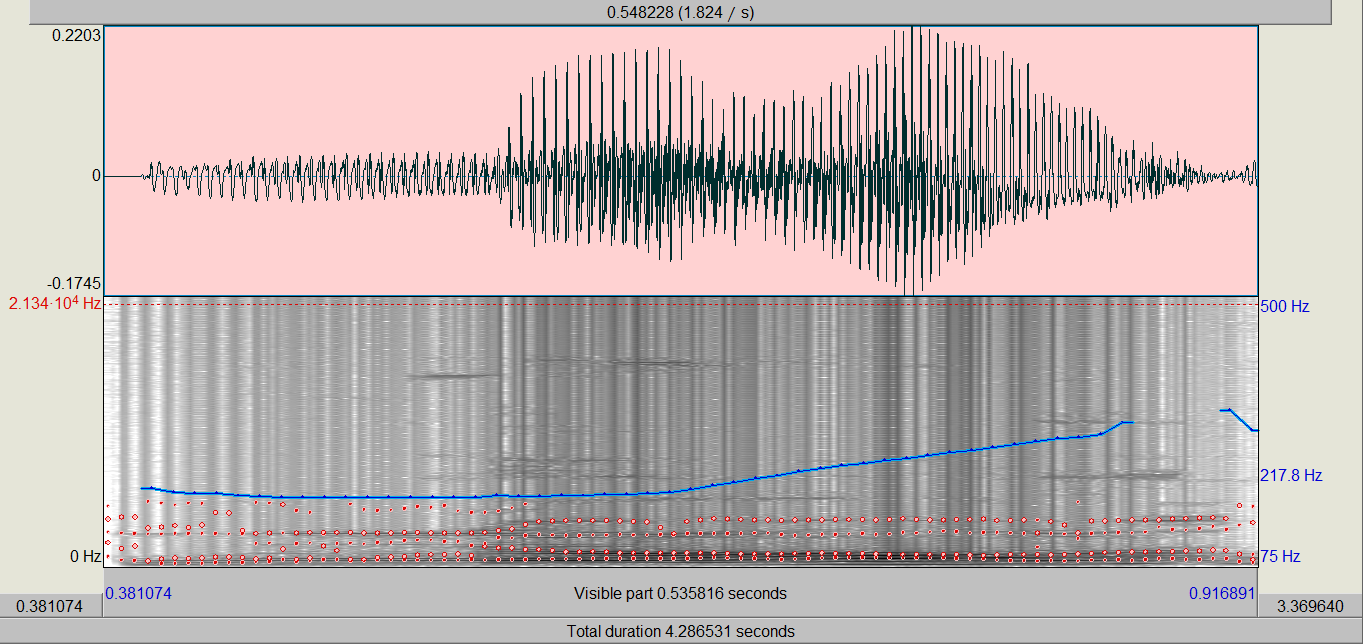 0.548228 (1.824 / s)
0.2203
0
-0.1745
2.134·10⁴ Hz
500 Hz
217.8 Hz
0 Hz
75 Hz
0.381074
Visible part 0.535816 seconds
0.916891
0.381074
3.369640
Total duration 4.286531 seconds